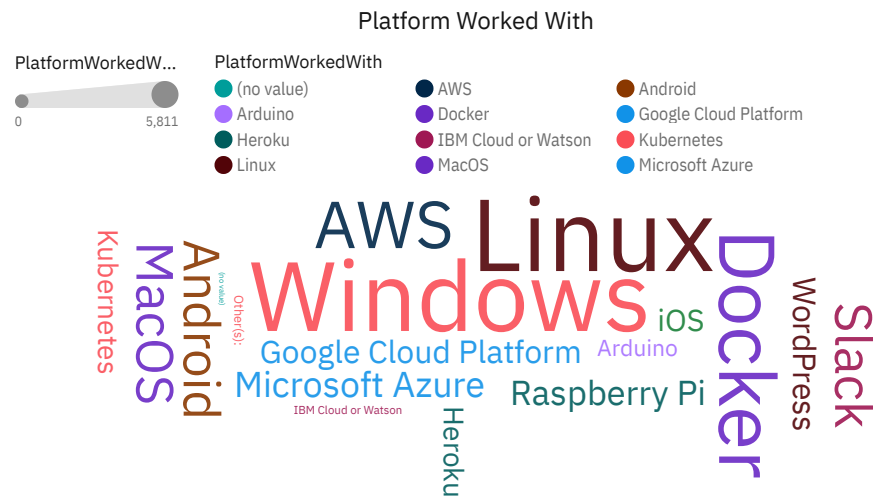 Platform Worked With
PlatformWorkedW...
0
5,811
PlatformWorkedWith
(no value)
AWS
Android
Arduino
Docker
Google Cloud Platform
Heroku
IBM Cloud or Watson
Kubernetes
Linux
MacOS
Microsoft Azure
Kubernetes
MacOS
Android
(no value)
Other(s):
AWS
Linux
Windows
iOS
Google Cloud Platform
Arduino
Microsoft Azure
Raspberry Pi
IBM Cloud or Watson
Heroku
Docker
WordPress
Slack